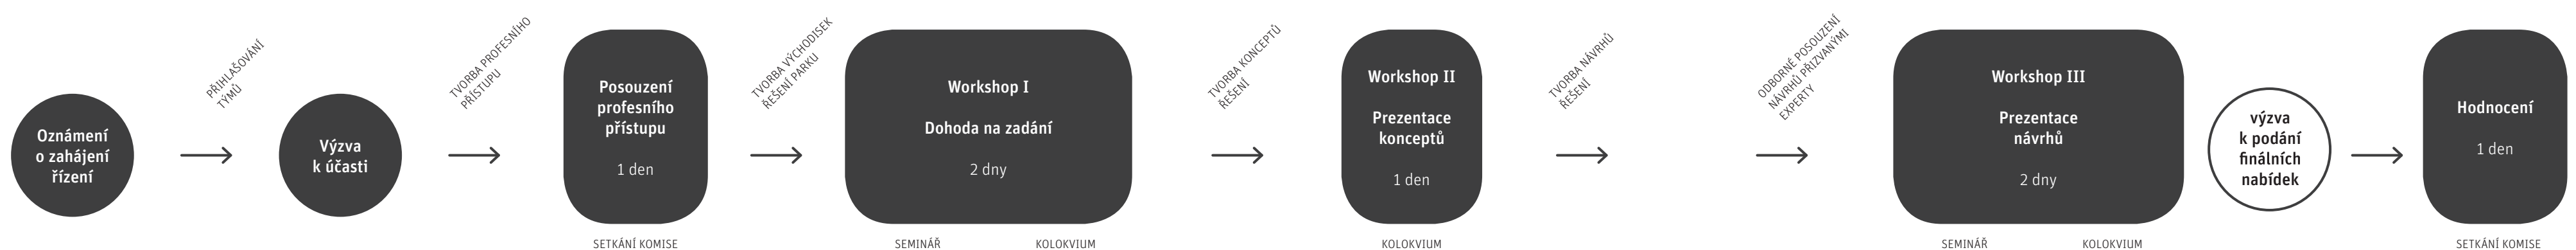 Oznámení
o zahájení
řízení
PŘIHLAŠOVÁNÍ
TÝMŮ
Výzva
k účasti
TVORBA PROFESNÍHO
PŘÍSTUPU
Posouzení
profesního
přístupu
1 den
SETKÁNÍ KOMISE
TVORBA VÝCHODISEK
ŘEŠENÍ PARKU
Workshop I
Dohoda na zadání
2 dny
SEMINÁŘ
KOLOKVIUM
TVORBA KONCEPTŮ
ŘEŠENÍ
Workshop II
Prezentace
konceptů
1 den
KOLOKVIUM
TVORBA NÁVRHŮ
ŘEŠENÍ
ODBORNÉ POSOUZENÍ
NÁVRHŮ PŘIZVANÝMI
EXPERTY
Workshop III
Prezentace
návrhů
2 dny
SEMINÁŘ
KOLOKVIUM
výzva
k podání
finálních
nabídek
Hodnocení
1 den
SETKÁNÍ KOMISE